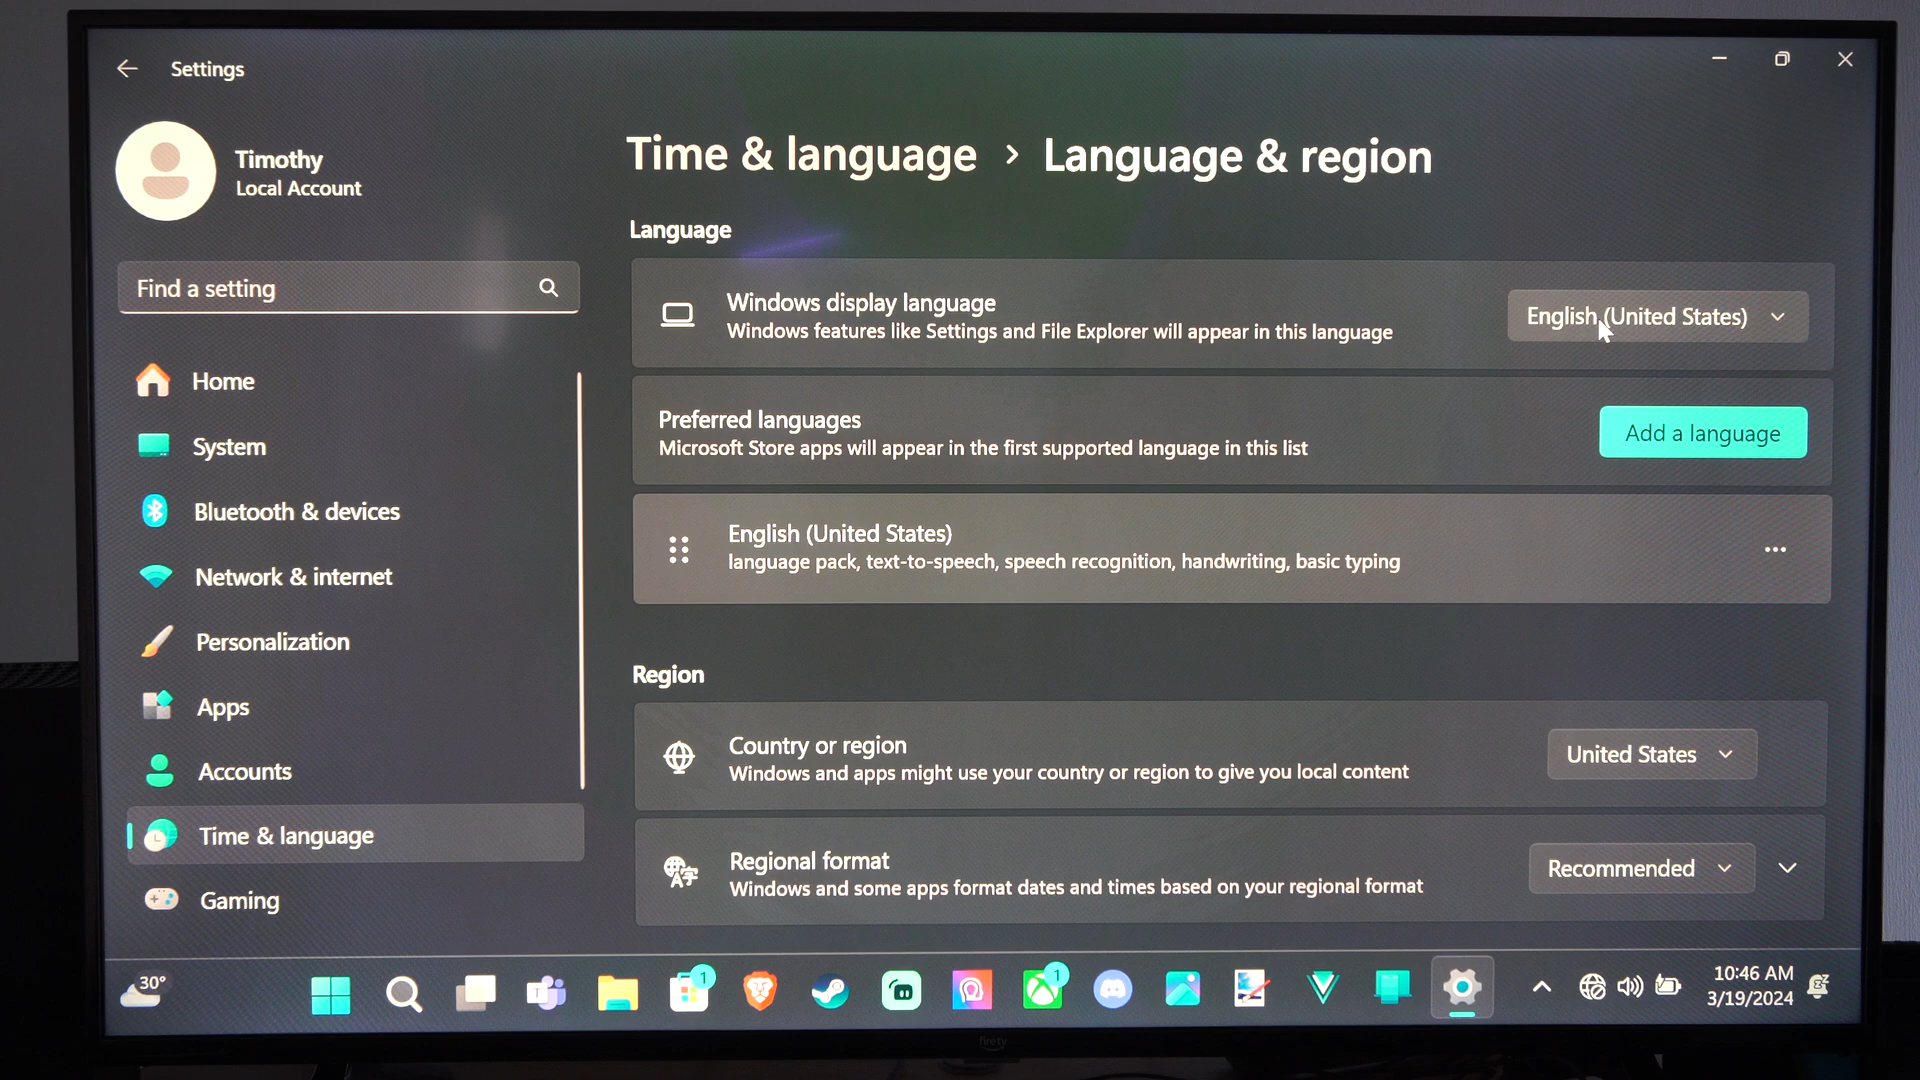 Settings
Timothy
Local Account
Find a setting
Home
System
Bluetooth & devices
Network & internet
Personalization
Apps
Accounts
Time & language
Gaming
Time & language > Language & region
Language
Windows display language
Windows features like Settings and File Explorer will appear in this language
English (United States)
Preferred languages
Microsoft Store apps will appear in the first supported language in this list
Add a language
English (United States)
language pack, text-to-speech, speech recognition, handwriting, basic typing
Region
Country or region
Windows and apps might use your country or region to give you local content
United States
Regional format
Windows and some apps format dates and times based on your regional format
Recommended
30°
1
1
10:46 AM
3/19/2024
firetv